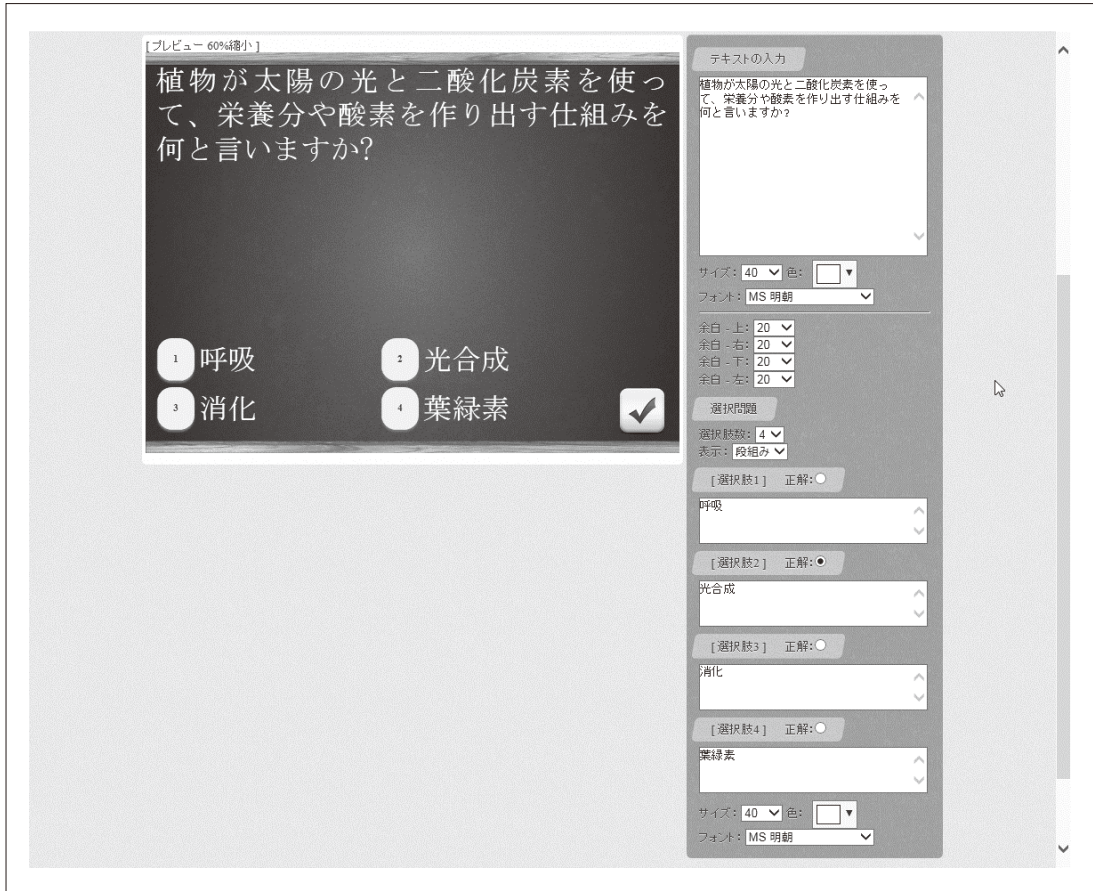 [ プレビュー 60%縮小 ]
植物が太陽の光と二酸化炭素を使っ
て、栄養分や酸素を作り出す仕組みを
何と言いますか?
1 呼吸
2 光合成
3 消化
4 葉緑素
テキストの入力
植物が太陽の光と二酸化炭素を使っ
て、栄養分や酸素を作り出す仕組みを
何と言いますか?
サイズ: 40 色:
フォント: MS 明朝
余白 - 上: 20
余白 - 右: 20
余白 - 下: 20
余白 - 左: 20
選択問題
選択肢数: 4
表示: 段組み
[ 選択肢1 ] 正解:
呼吸
[ 選択肢2 ] 正解:
光合成
[ 選択肢3 ] 正解:
消化
[ 選択肢4 ] 正解:
葉緑素
サイズ: 40 色:
フォント: MS 明朝